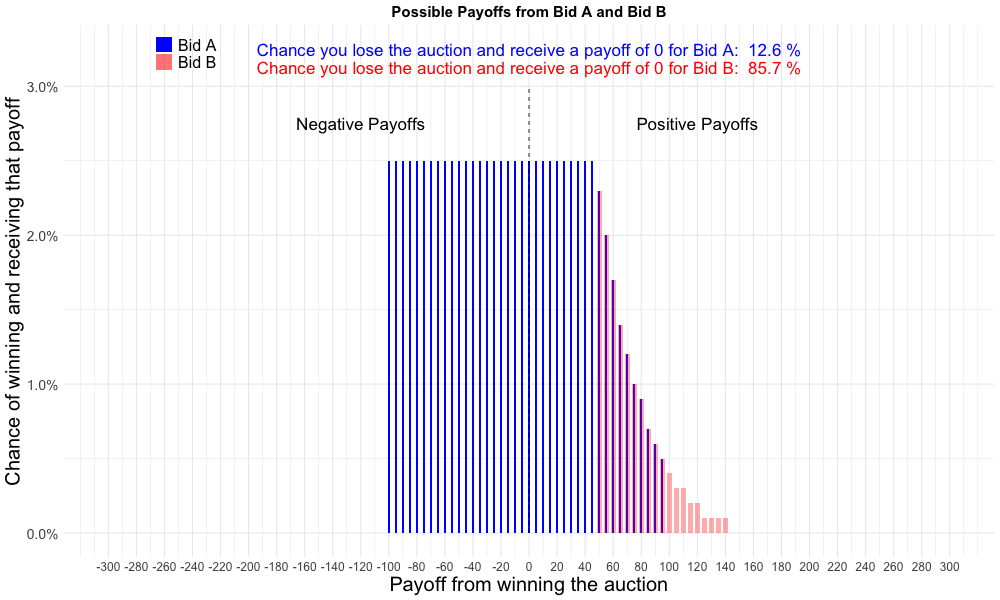 Possible Payoffs from Bid A and Bid B
Bid A
Bid B
Chance you lose the auction and receive a payoff of 0 for Bid A:  12.6 %
Chance you lose the auction and receive a payoff of 0 for Bid B:  85.7 %
Negative Payoffs
Positive Payoffs
Chance of winning and receiving that payoff
3.0%
2.0%
1.0%
0.0%
-300 -280 -260 -240 -220 -200 -180 -160 -140 -120 -100 -80 -60 -40 -20 0 20 40 60 80 100 120 140 160 180 200 220 240 260 280 300
Payoff from winning the auction